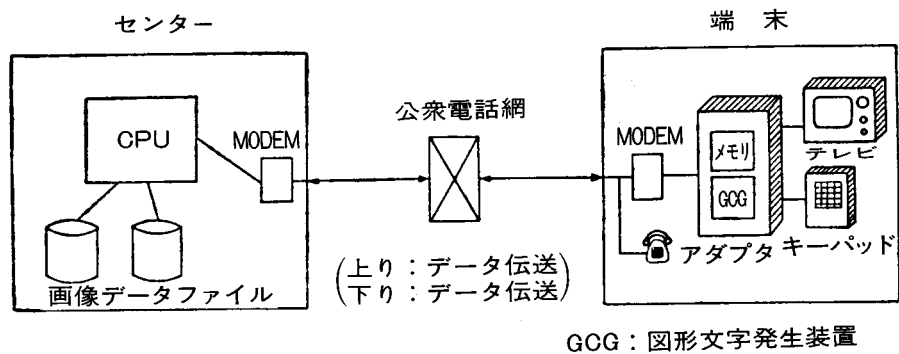 センター
端末
CPU
MODEM
画像データファイル
公衆電話網
(上り:データ伝送)
(下り:データ伝送)
MODEM
メモリ
GCG
アダプタ
テレビ
キーパッド
GCG:図形文字発生装置